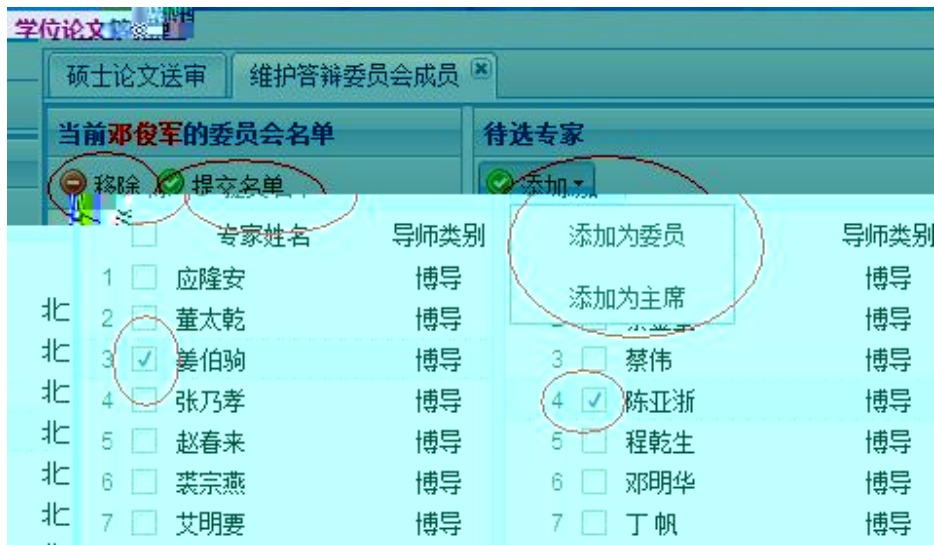 学位论文
硕士论文送审 维护答辩委员会成员
当前邓俊军的委员会名单 待选专家
移除 提交名单 添加
专家姓名 导师类别 添加为委员 导师类别
1 应隆安 博导 博导
添加为主席
北 2 董太乾 博导 博导
北 3 姜伯驹 博导 3 蔡伟 博导
北 4 张乃孝 博导 4 陈亚浙 博导
北 5 赵春来 博导 5 程乾生 博导
北 6 裘宗燕 博导 6 邓明华 博导
北 7 艾明要 博导 7 丁帆 博导